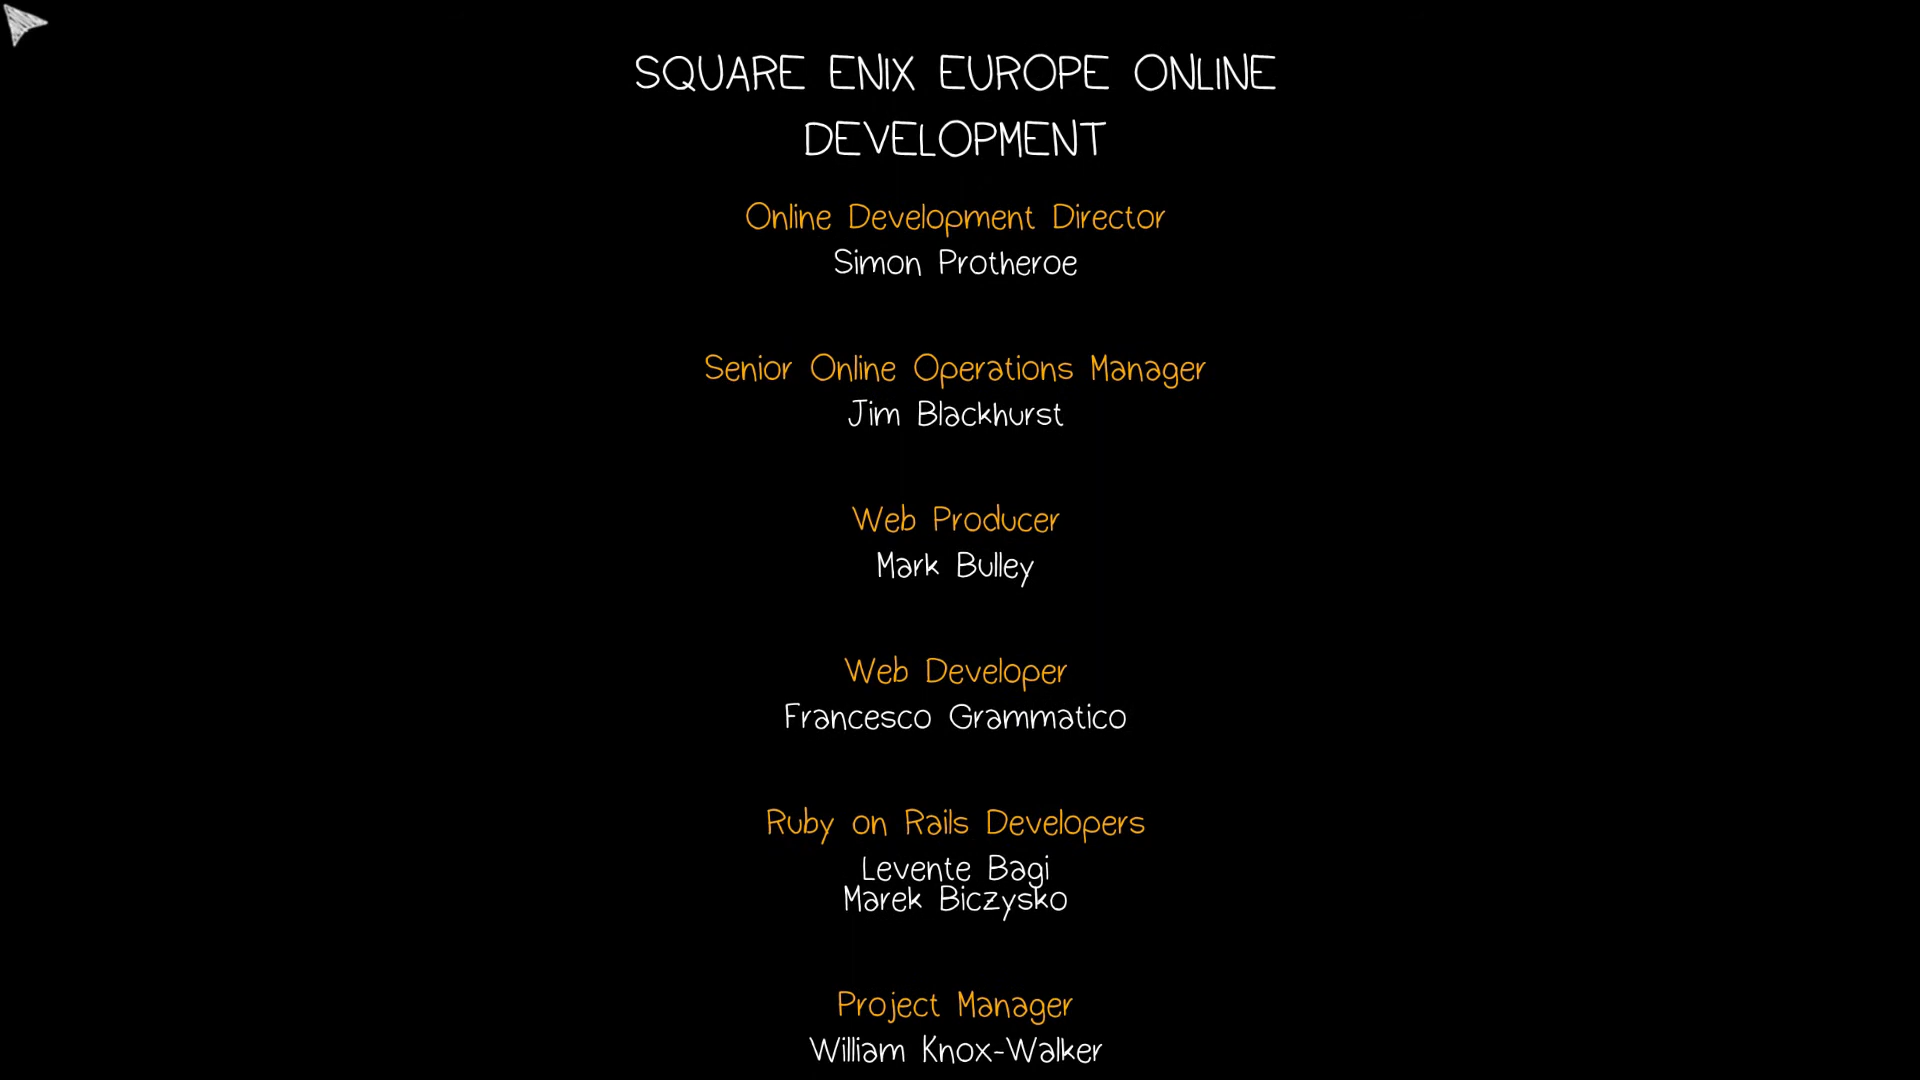 SQUARE ENIX EUROPE ONLINE
DEVELOPMENT
Online Development Director
Simon Protheroe
Senior Online Operations Manager
Jim Blackhurst
Web Producer
Mark Bulley
Web Developer
Francesco Grammatico
Ruby on Rails Developers
Levente Bagi
Marek Biczysko
Project Manager
William Knox-Walker